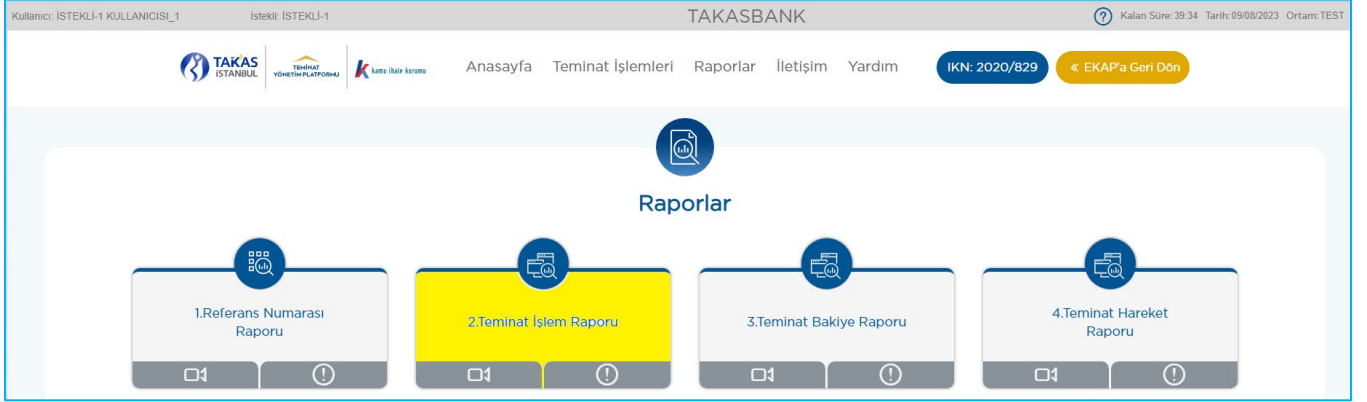 Kullanıcı: İSTEKLİ-1 KULLANICISI_1 İstekli: İSTEKLİ-1 TAKASBANK Kalan Süre: 39:34 Tarih:09/08/2023 Ortam:TEST
TAKAS
İSTANBUL
TEMİNAT
YÖNETİM PLATFORMU
kamu ihale kurumu
Anasayfa Teminat İşlemleri Raporlar İletişim Yardım IKN: 2020/829 « EKAP'a Geri Dön
Raporlar
1.Referans Numarası
Raporu
2.Teminat İşlem Raporu
3.Teminat Bakiye Raporu
4.Teminat Hareket
Raporu